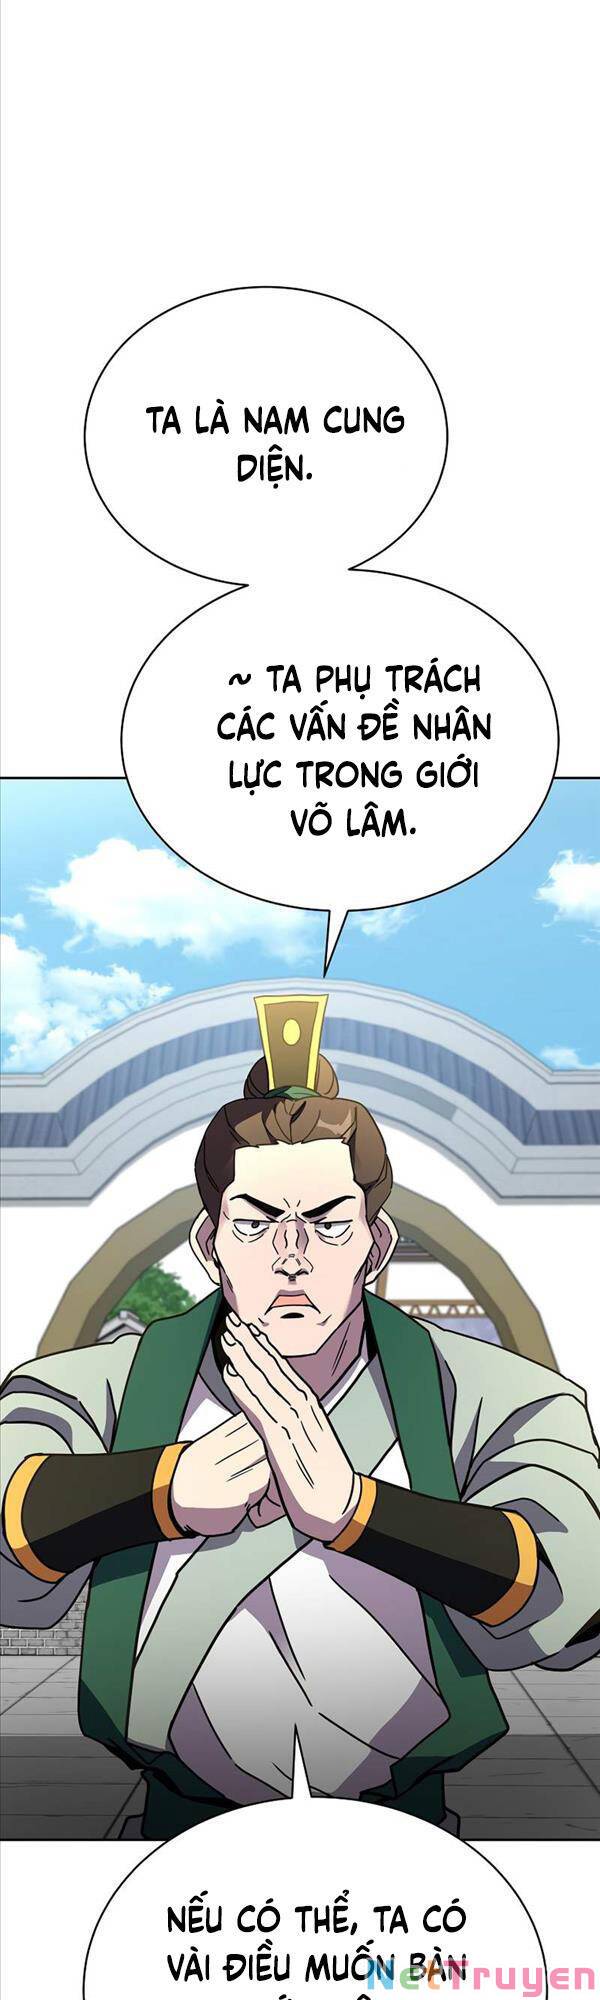 TA LÀ NAM CUNG
DIỆN.
~ TA PHỤ TRÁCH
CÁC VẤN ĐỀ NHÂN
LỰC TRONG GIỚI
VÕ LÂM.
NẾU CÓ THỂ, TA CÓ
VÀI ĐIỀU MUỐN BÀN
NetTruyen